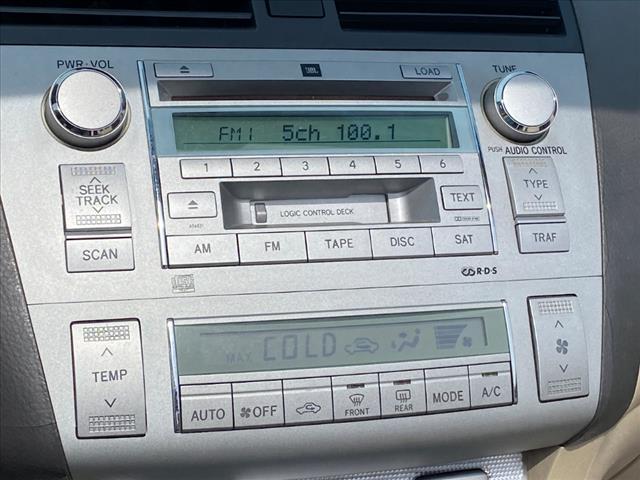 PWR·VOL
JBL
LOAD
TUNE
FM1 5ch 100.1
PUSH AUDIO CONTROL
1 2 3 4 5 6
SEEK
TRACK
TYPE
TEXT
LOGIC CONTROL DECK
SCAN
AM FM TAPE DISC SAT
TRAF
R·D·S
MAX COLD
TEMP
AUTO OFF FRONT REAR MODE A/C